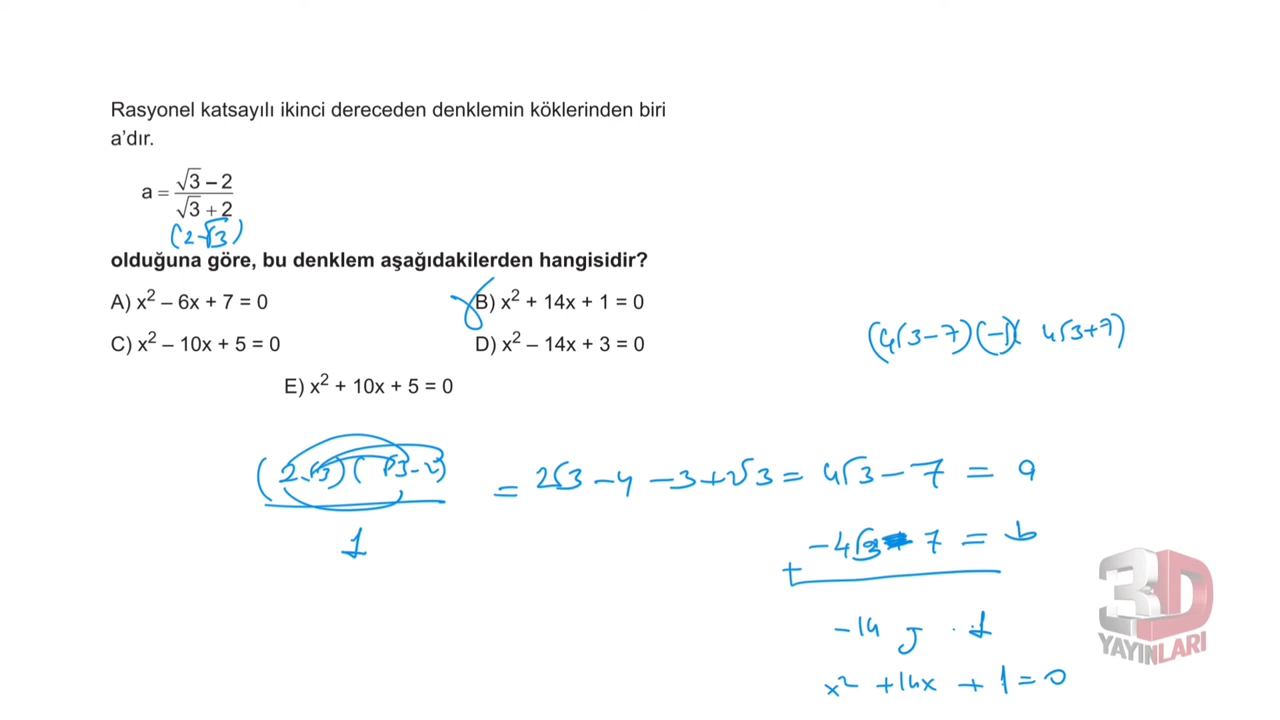 Rasyonel katsayılı ikinci dereceden denklemin köklerinden biri
a'dır.
a = (√3 – 2)/(√3 + 2)
(2-√3)
olduğuna göre, bu denklem aşağıdakilerden hangisidir?
A) x² – 6x + 7 = 0
B) x² + 14x + 1 = 0
C) x² – 10x + 5 = 0
D) x² – 14x + 3 = 0
E) x² + 10x + 5 = 0
(4√3-7)(-1)(4√3+7)
(2-√3)(√3-2)/1 = 2√3-4-3+2√3 = 4√3-7 = a
-4√3 - 7 = b
+
-14 . 1
x² +14x + 1 = 0
3D
YAYINLARI